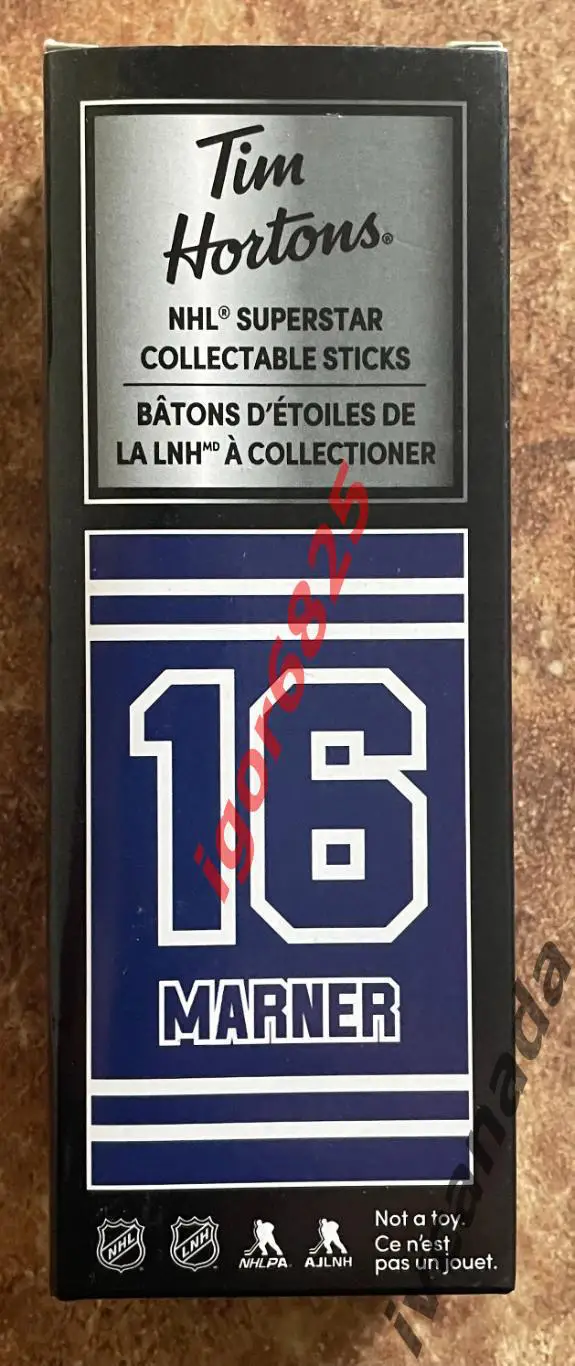 Tim
Hortons®
NHL® SUPERSTAR
COLLECTABLE STICKS
BÂTONS D'ÉTOILES DE
LA LNHᴹᴰ À COLLECTIONER
16
MARNER
igor6825
NHL
LNH
NHLPA
AJLNH
Not a toy.
Ce n'est
pas un jouet.